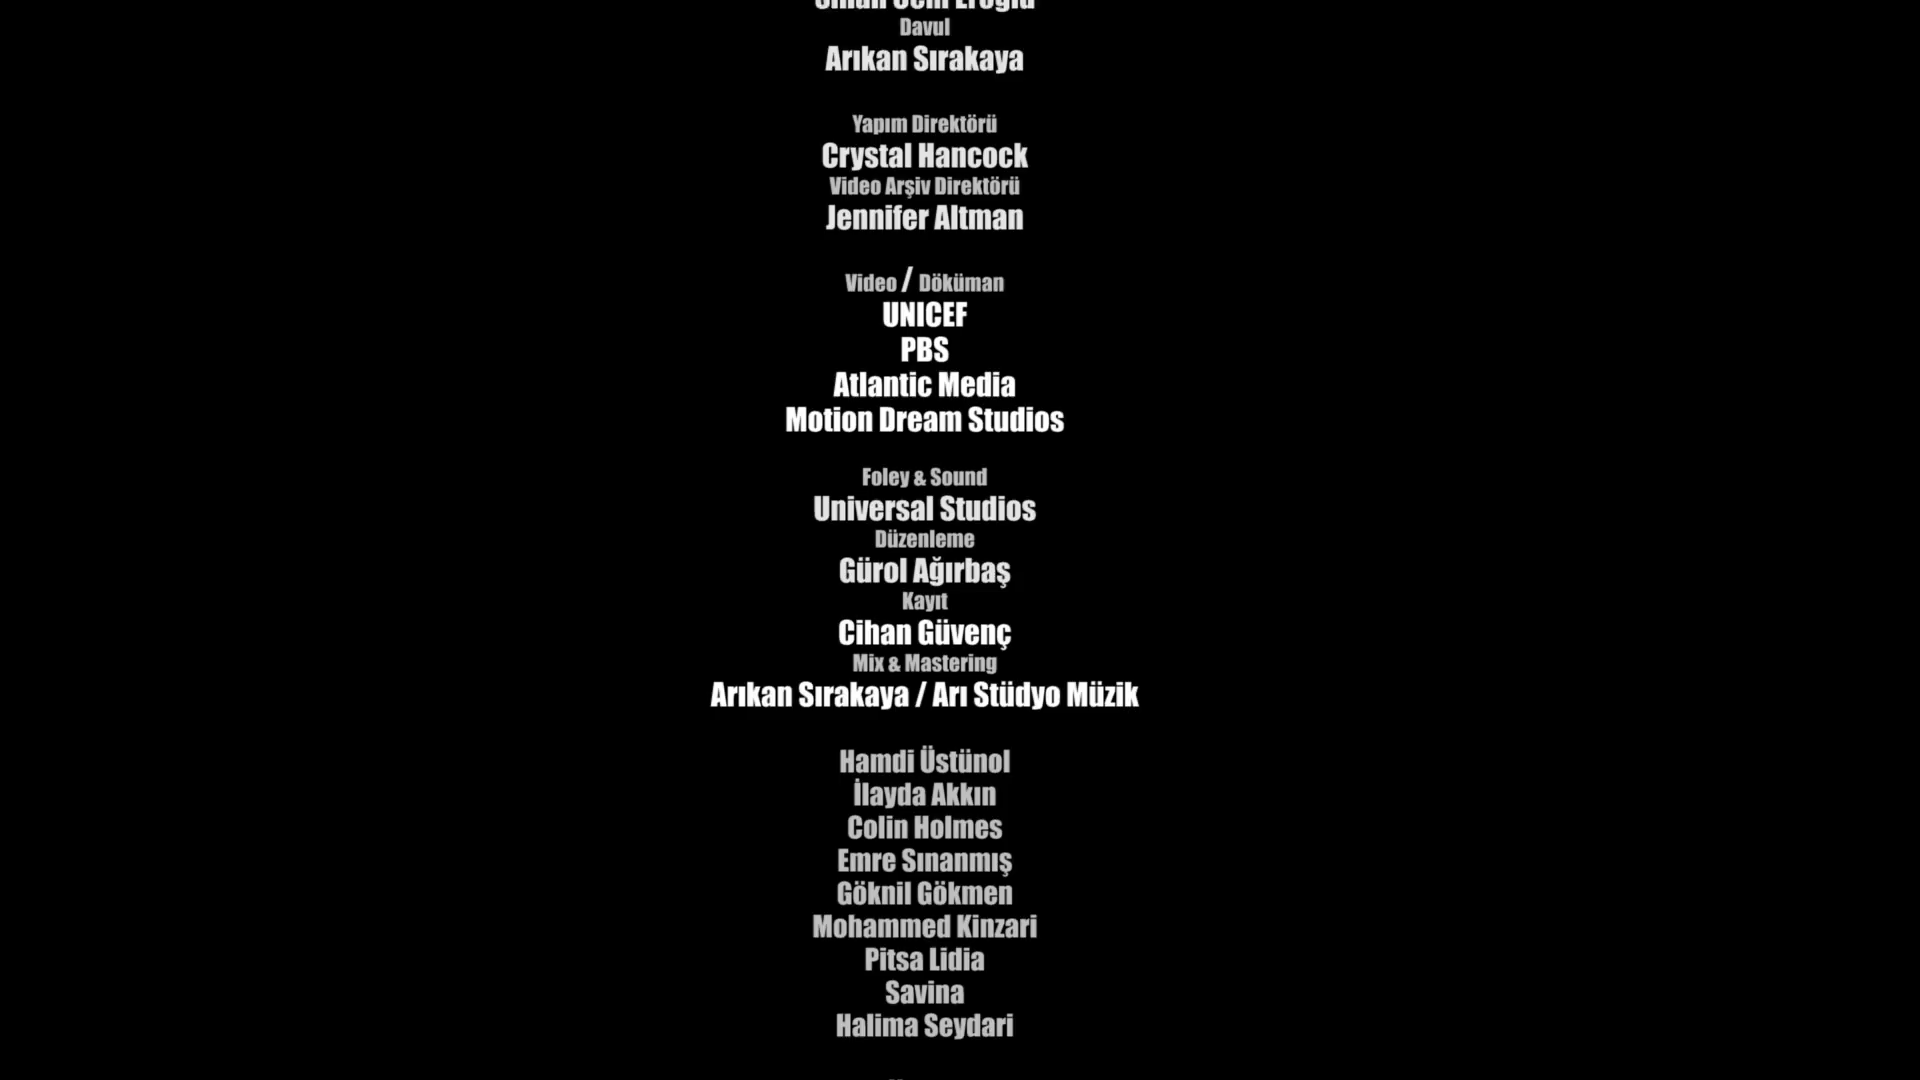 Davul
Arıkan Sırakaya
Yapım Direktörü
Crystal Hancock
Video Arşiv Direktörü
Jennifer Altman
Video / Döküman
UNICEF
PBS
Atlantic Media
Motion Dream Studios
Foley & Sound
Universal Studios
Düzenleme
Gürol Ağırbaş
Kayıt
Cihan Güvenç
Mix & Mastering
Arıkan Sırakaya / Arı Stüdyo Müzik
Hamdi Üstünol
İlayda Akkın
Colin Holmes
Emre Sınanmış
Göknil Gökmen
Mohammed Kinzari
Pitsa Lidia
Savina
Halima Seydari